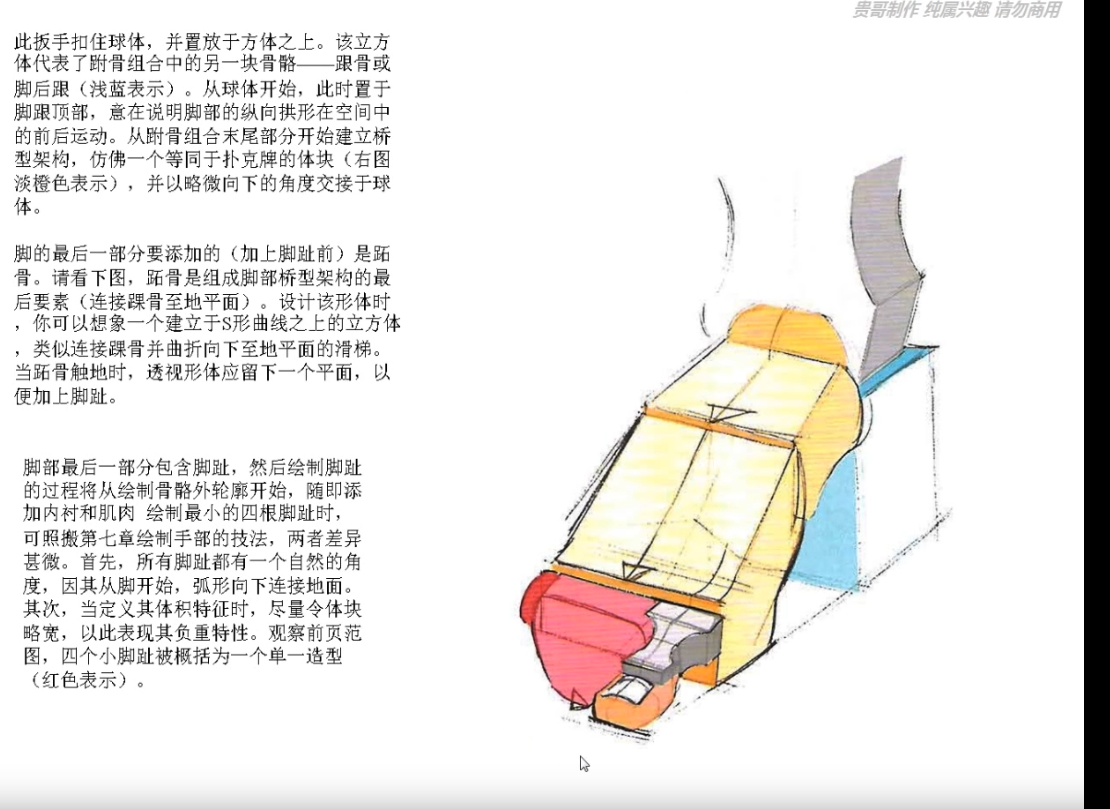 贵哥制作 纯属兴趣 请勿商用
此扳手扣住球体，并置放于方体之上。该立方
体代表了跗骨组合中的另一块骨骼——跟骨或
脚后跟（浅蓝表示）。从球体开始，此时置于
脚跟顶部，意在说明脚部的纵向拱形在空间中
的前后运动。从跗骨组合末尾部分开始建立桥
型架构，仿佛一个等同于扑克牌的体块（右图
淡橙色表示），并以略微向下的角度交接于球
体。
脚的最后一部分要添加的（加上脚趾前）是跖
骨。请看下图，跖骨是组成脚部桥型架构的最
后要素（连接踝骨至地平面）。设计该形体时
，你可以想象一个建立于S形曲线之上的立方体
，类似连接踝骨并曲折向下至地平面的滑梯。
当跖骨触地时，透视形体应留下一个平面，以
便加上脚趾。
脚部最后一部分包含脚趾，然后绘制脚趾
的过程将从绘制骨骼外轮廓开始，随即添
加内衬和肌肉 绘制最小的四根脚趾时，
可照搬第七章绘制手部的技法，两者差异
甚微。首先，所有脚趾都有一个自然的角
度，因其从脚开始，弧形向下连接地面。
其次，当定义其体积特征时，尽量令体块
略宽，以此表现其负重特性。观察前页范
图，四个小脚趾被概括为一个单一造型
（红色表示）。